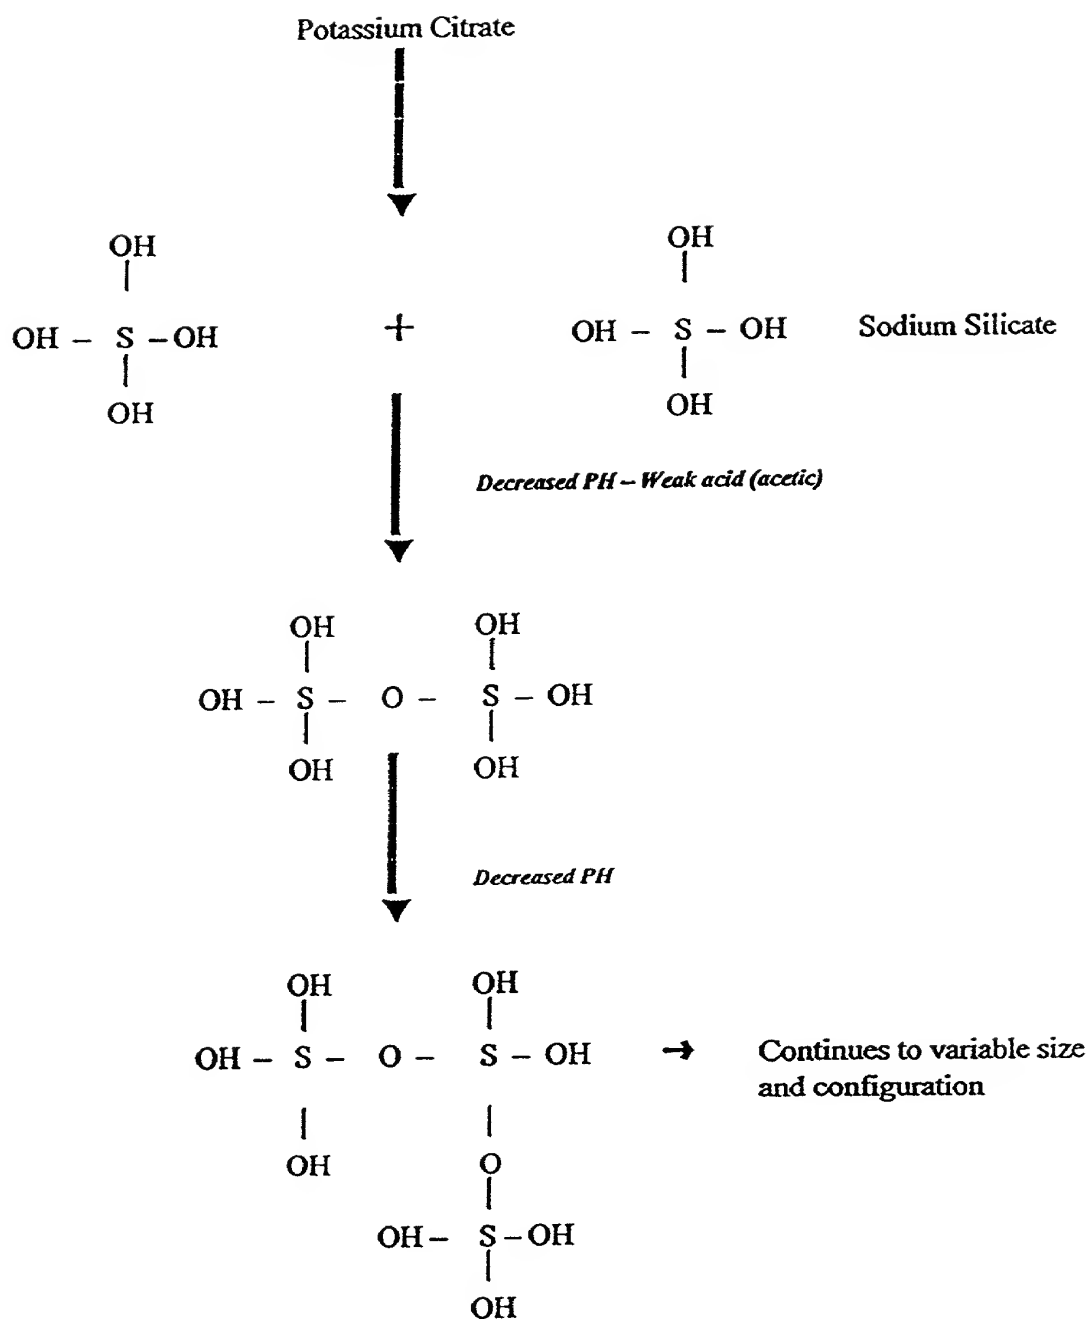 Potassium Citrate
OH OH
| |
OH – S – OH + OH – S – OH Sodium Silicate
| |
OH OH
Decreased PH – Weak acid (acetic)
OH OH
| |
OH – S – O – S – OH
| |
OH OH
Decreased PH
OH OH
| |
OH – S – O – S – OH → Continues to variable size
and configuration
| |
OH O
|
OH – S – OH
|
OH